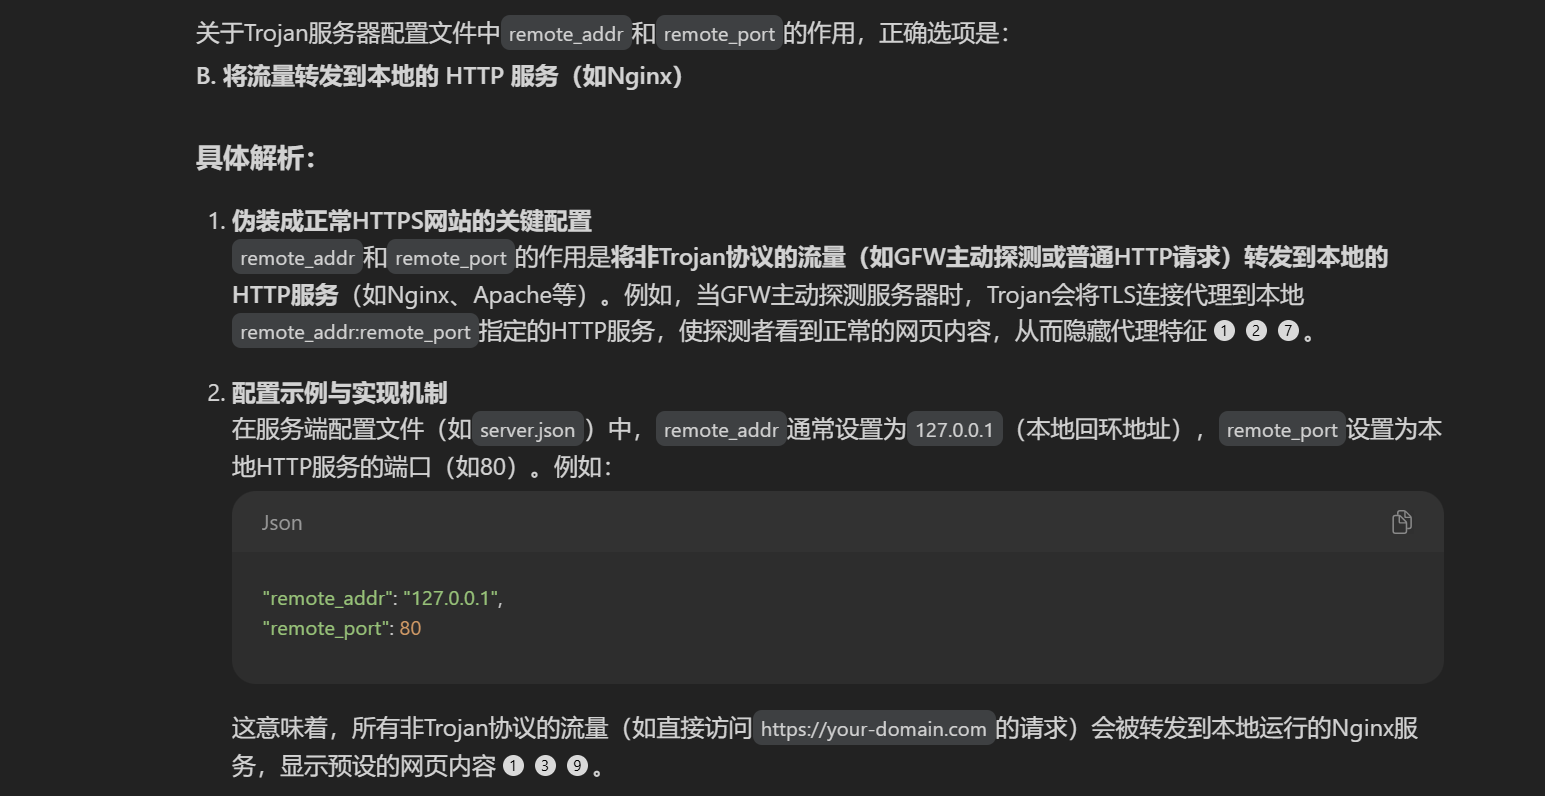 关于Trojan服务器配置文件中remote_addr和remote_port的作用，正确选项是：
B. 将流量转发到本地的 HTTP 服务（如Nginx）
具体解析：
1. 伪装成正常HTTPS网站的关键配置
remote_addr和remote_port的作用是将非Trojan协议的流量（如GFW主动探测或普通HTTP请求）转发到本地的
HTTP服务（如Nginx、Apache等）。例如，当GFW主动探测服务器时，Trojan会将TLS连接代理到本地
remote_addr:remote_port指定的HTTP服务，使探测者看到正常的网页内容，从而隐藏代理特征 1 2 7 。
2. 配置示例与实现机制
在服务端配置文件（如server.json）中，remote_addr通常设置为127.0.0.1（本地回环地址），remote_port设置为本
地HTTP服务的端口（如80）。例如：
Json
"remote_addr": "127.0.0.1",
"remote_port": 80
这意味着，所有非Trojan协议的流量（如直接访问https://your-domain.com的请求）会被转发到本地运行的Nginx服
务，显示预设的网页内容 1 3 9 。